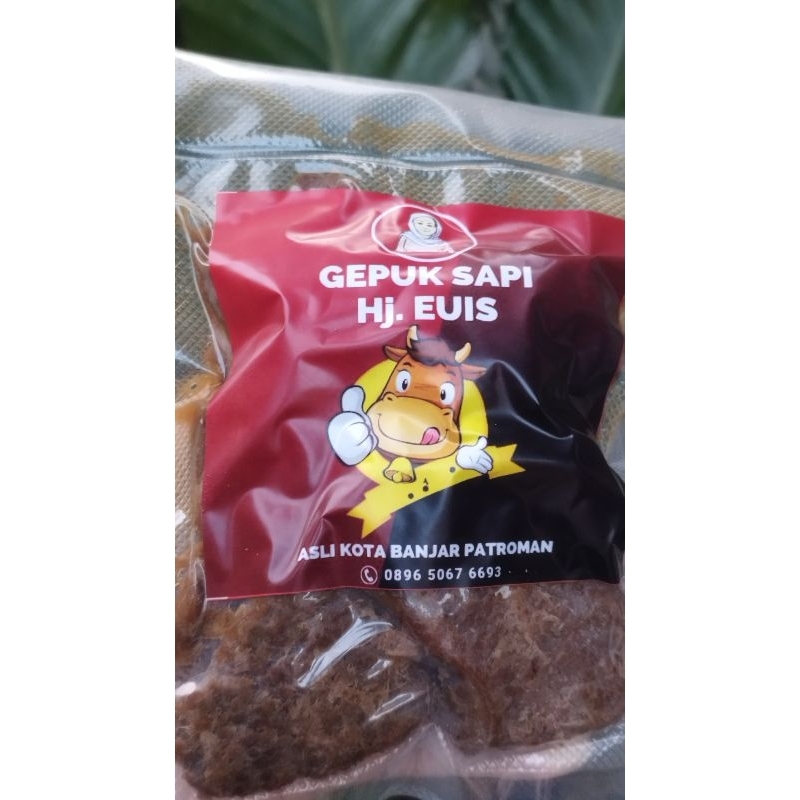 GEPUK SAPI
Hj. EUIS
ASLI KOTA BANJAR PATROMAN
0896 5067 6693